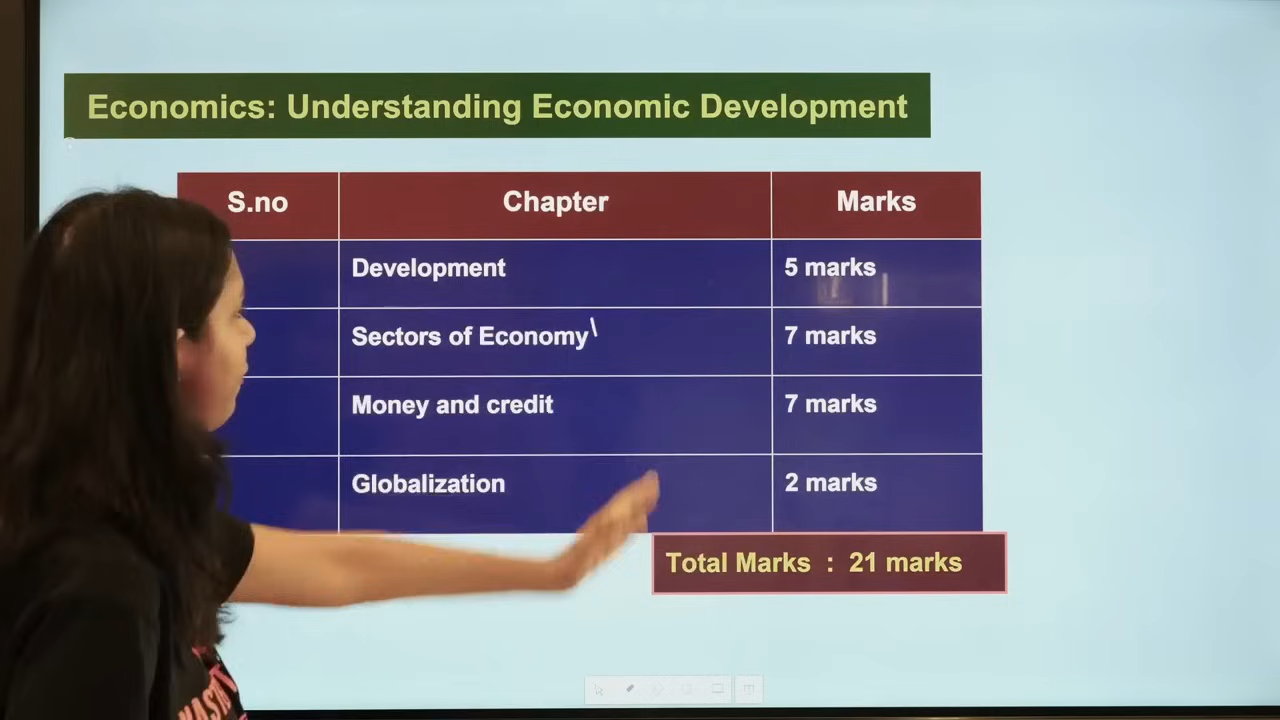 Economics: Understanding Economic Development
S.no Chapter Marks
Development 5 marks
Sectors of Economy 7 marks
Money and credit 7 marks
Globalization 2 marks
Total Marks : 21 marks